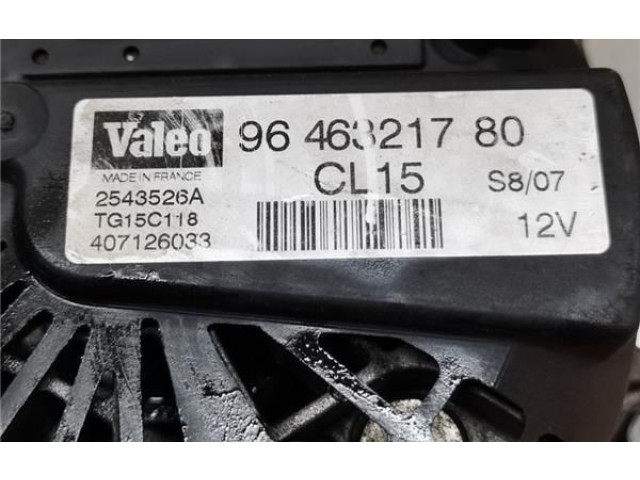 Valeo 96 463217 80
MADE IN FRANCE CL15 S8/07
2543526A
TG15C118 12V
407126033